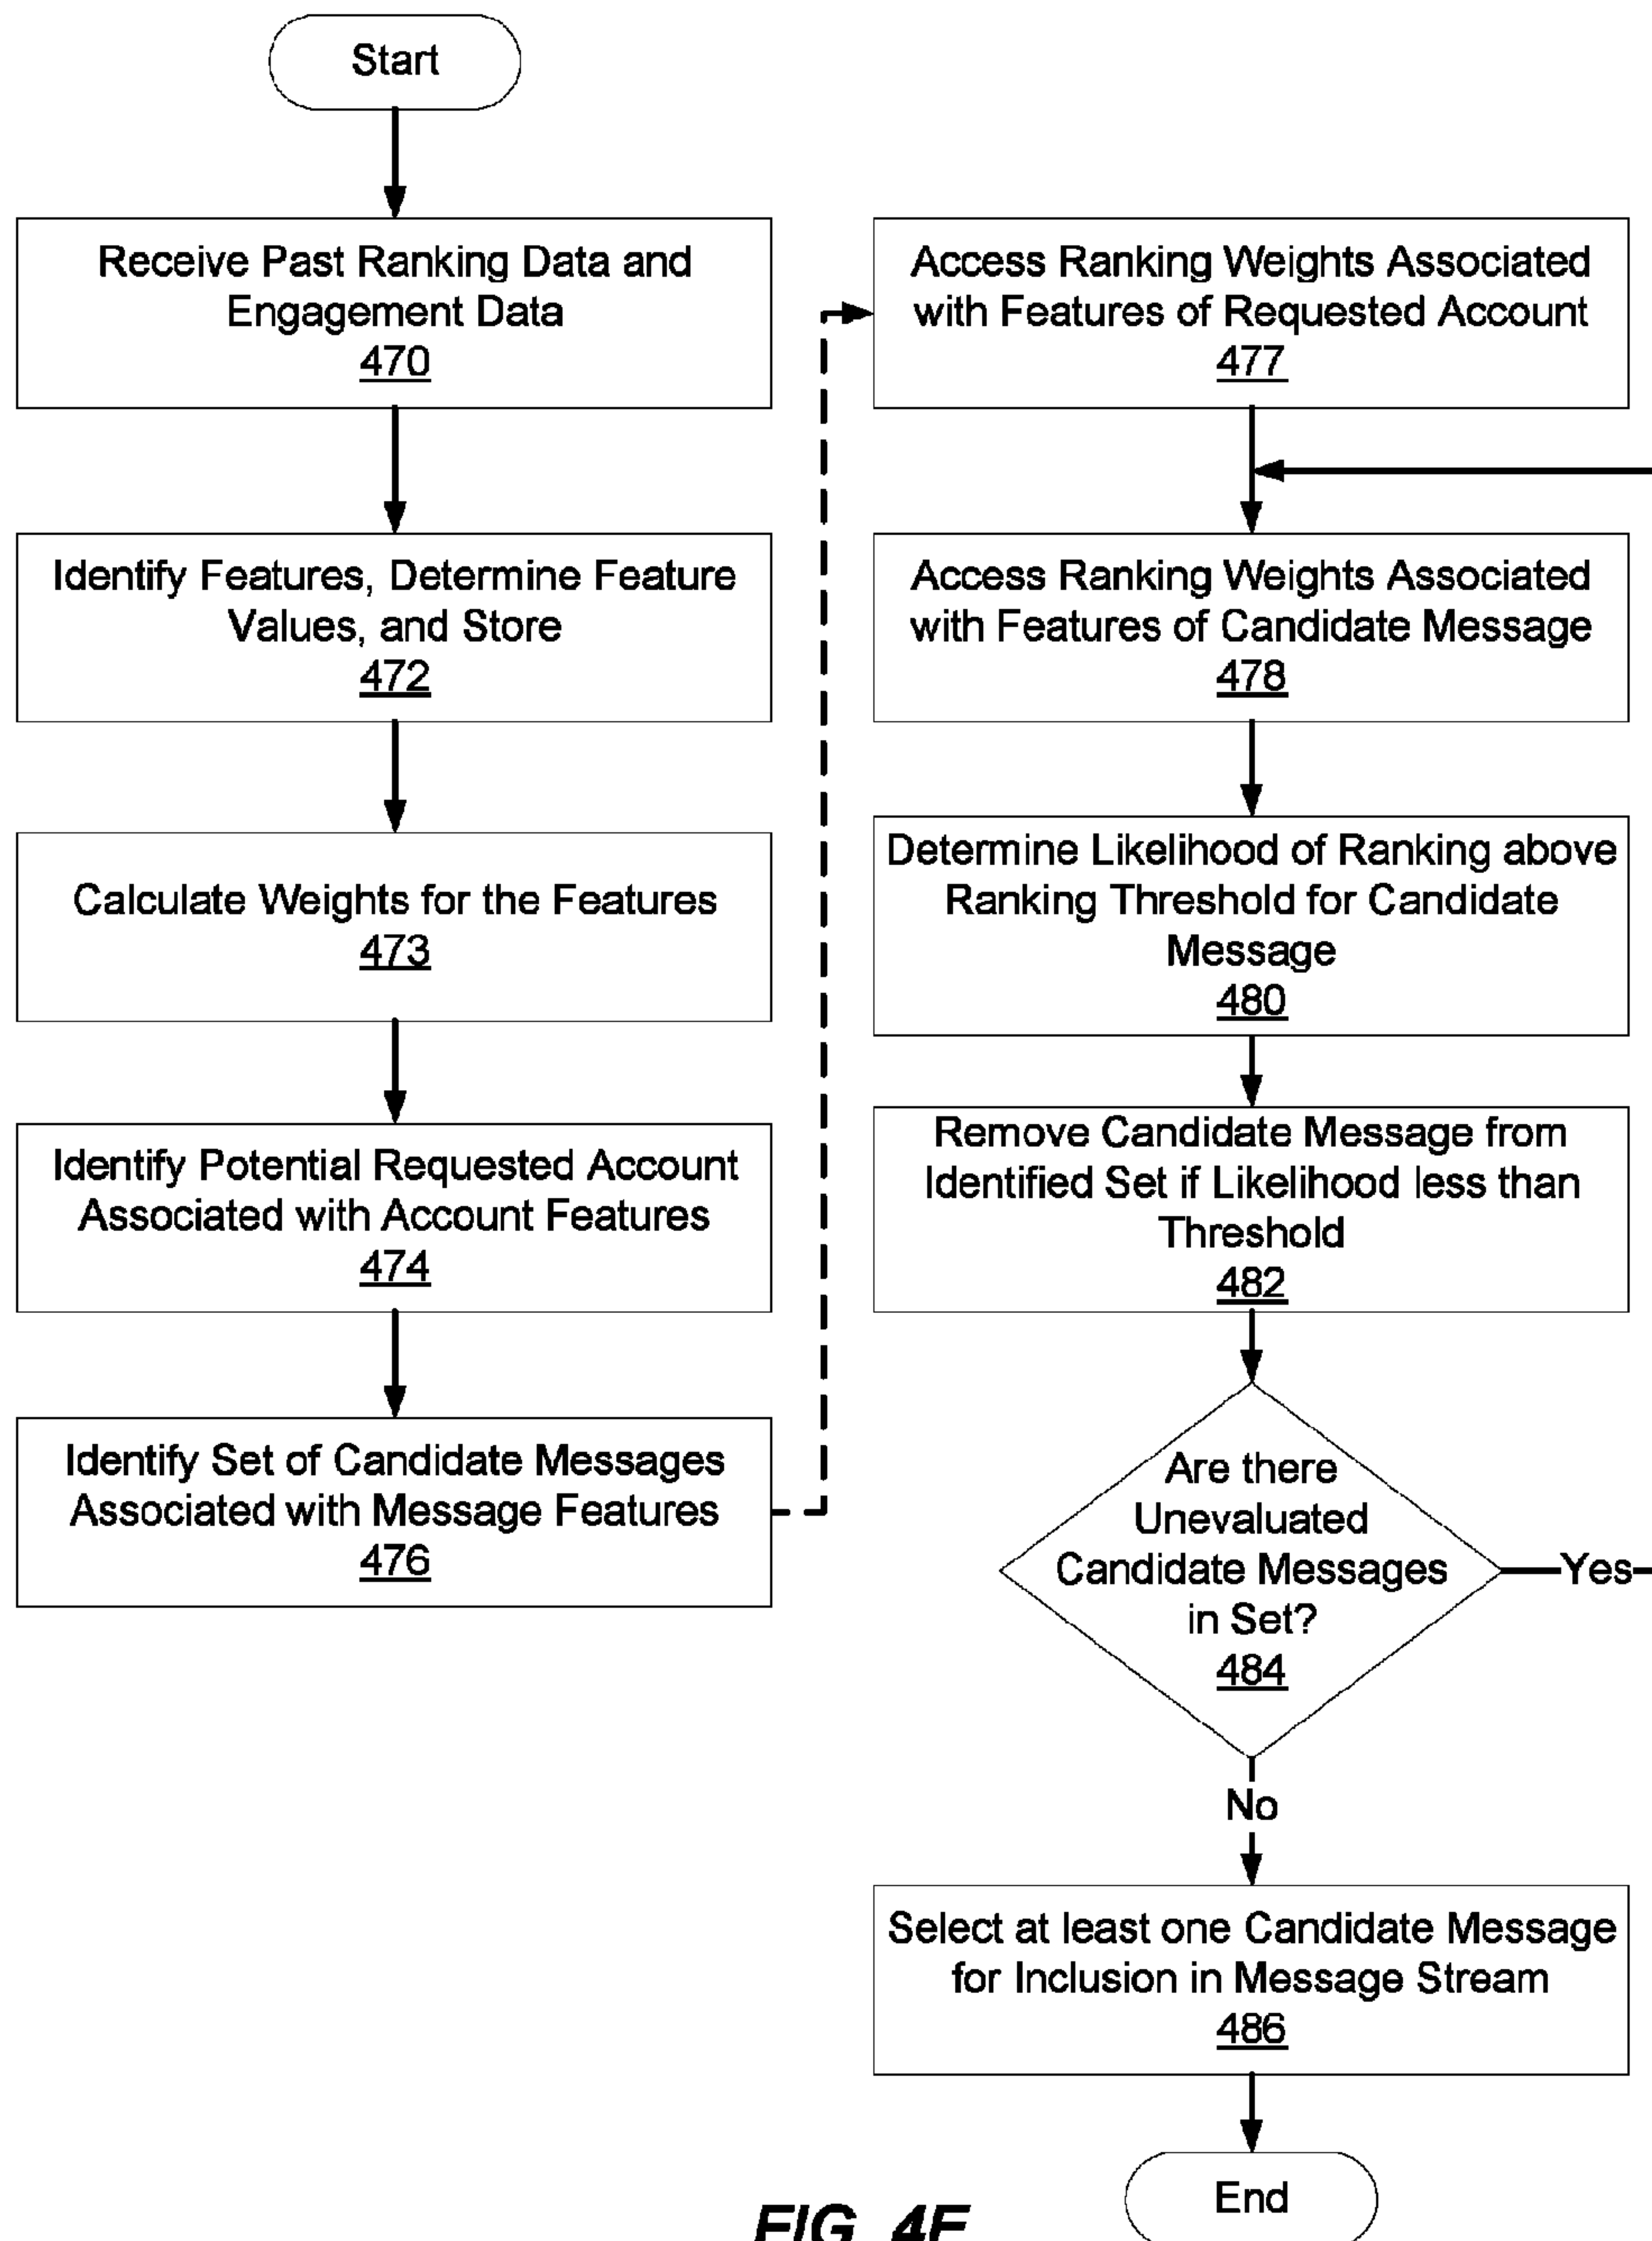 Start
Receive Past Ranking Data and
Engagement Data
470
Identify Features, Determine Feature
Values, and Store
472
Calculate Weights for the Features
473
Identify Potential Requested Account
Associated with Account Features
474
Identify Set of Candidate Messages
Associated with Message Features
476
Access Ranking Weights Associated
with Features of Requested Account
477
Access Ranking Weights Associated
with Features of Candidate Message
478
Determine Likelihood of Ranking above
Ranking Threshold for Candidate
Message
480
Remove Candidate Message from
Identified Set if Likelihood less than
Threshold
482
Are there
Unevaluated
Candidate Messages
in Set?
484
Yes
No
Select at least one Candidate Message
for Inclusion in Message Stream
486
End
FIG. 4E